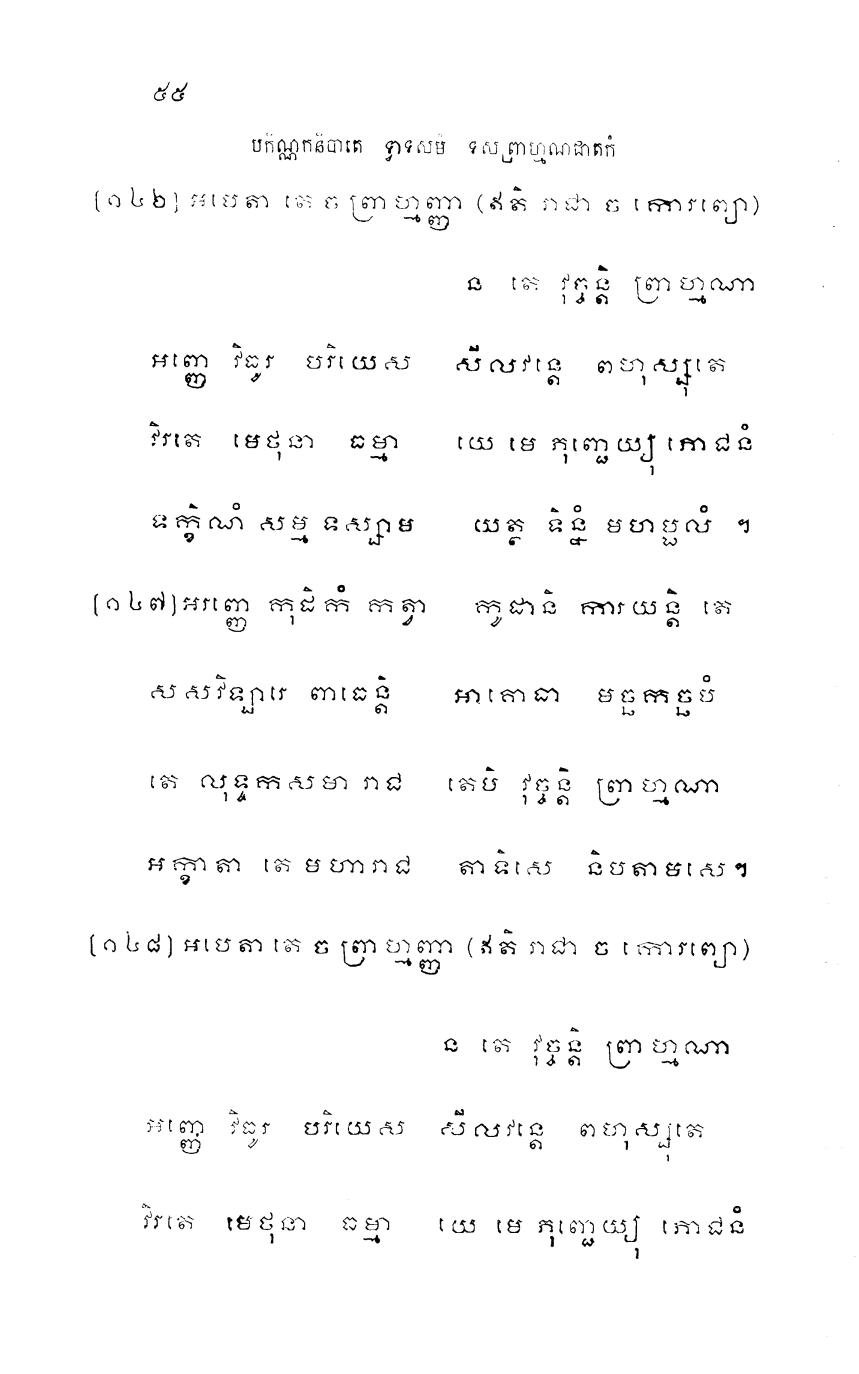 ៥៥
បកិណ្ណកនិបាតេ ទ្វាទសមំ ទសព្រាហ្មណជាតកំ
[១៤៦] អបេតា តេ ច ព្រាហ្មញ្ញា (ឥតិ រាជា ច កោរព្យោ)
ន តេ វុច្ចន្តិ ព្រាហ្មណា
អញ្ញេ វិធូរ បរិយេស សីលវន្តេ ពហុស្សុតេ
វិរតេ មេថុនា ធម្មា យេ មេ ភុញ្ជេយ្យុ ភោជនំ
ទក្ខិណំ សម្ម ទស្សាម យត្ថ ទិន្នំ មហប្ផលំ ។
[១៤៧] អរញ្ញេ កុដិកំ កត្វា កូដានិ ការយន្តិ តេ
សសវិឡារេ ពាធេន្តិ អាគោធា មច្ឆកច្ឆបំ
តេ លុទ្ទកសមា រាជ តេបិ វុច្ចន្តិ ព្រាហ្មណា
អក្ខាតា តេ មហារាជ តាទិសេ និបតាមសេ។
[១៤៨] អបេតា តេ ច ព្រាហ្មញ្ញា (ឥតិ រាជា ច កោរព្យោ)
ន តេ វុច្ចន្តិ ព្រាហ្មណា
អញ្ញេ វិធូរ បរិយេស សីលវន្តេ ពហុស្សុតេ
វិរតេ មេថុនា ធម្មា យេ មេ ភុញ្ជេយ្យុ ភោជនំ